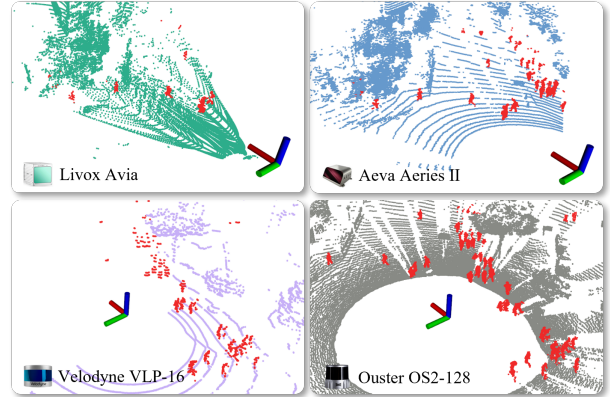 Livox Avia
Aeva Aeries II
Velodyne VLP-16
Ouster OS2-128